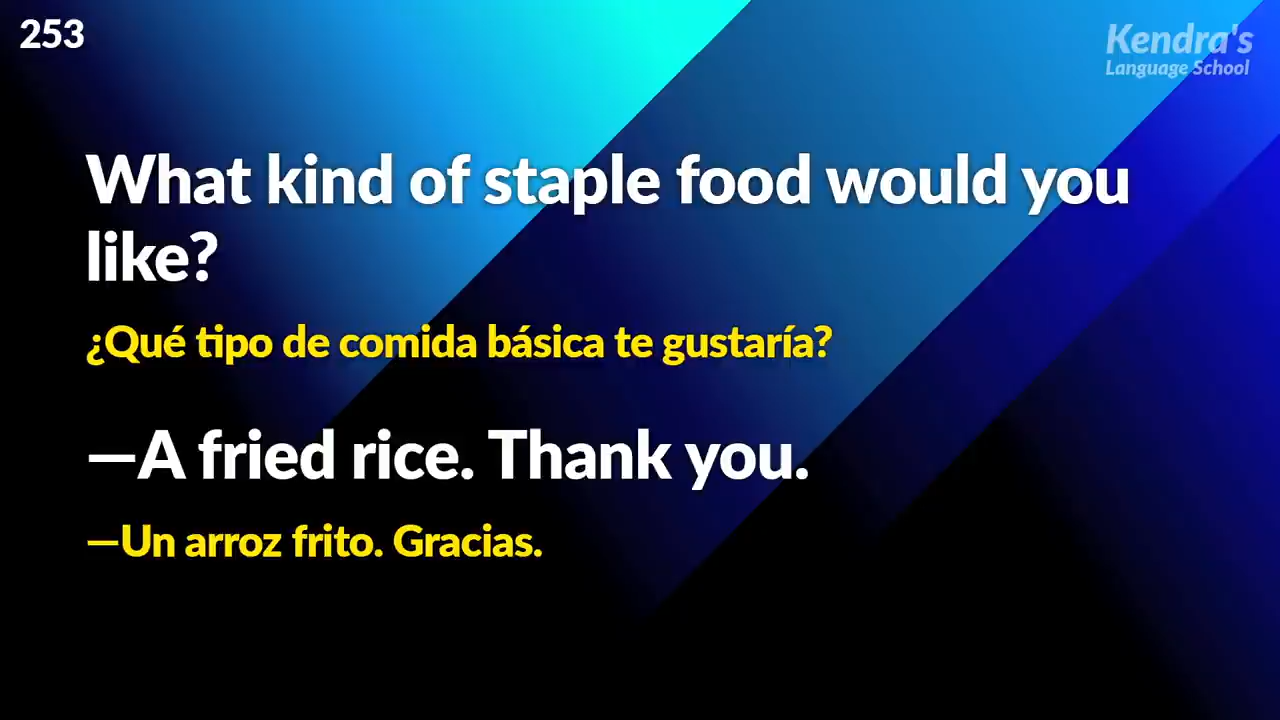 253
Kendra's
Language School
What kind of staple food would you
like?
¿Qué tipo de comida básica te gustaría?
—A fried rice. Thank you.
—Un arroz frito. Gracias.